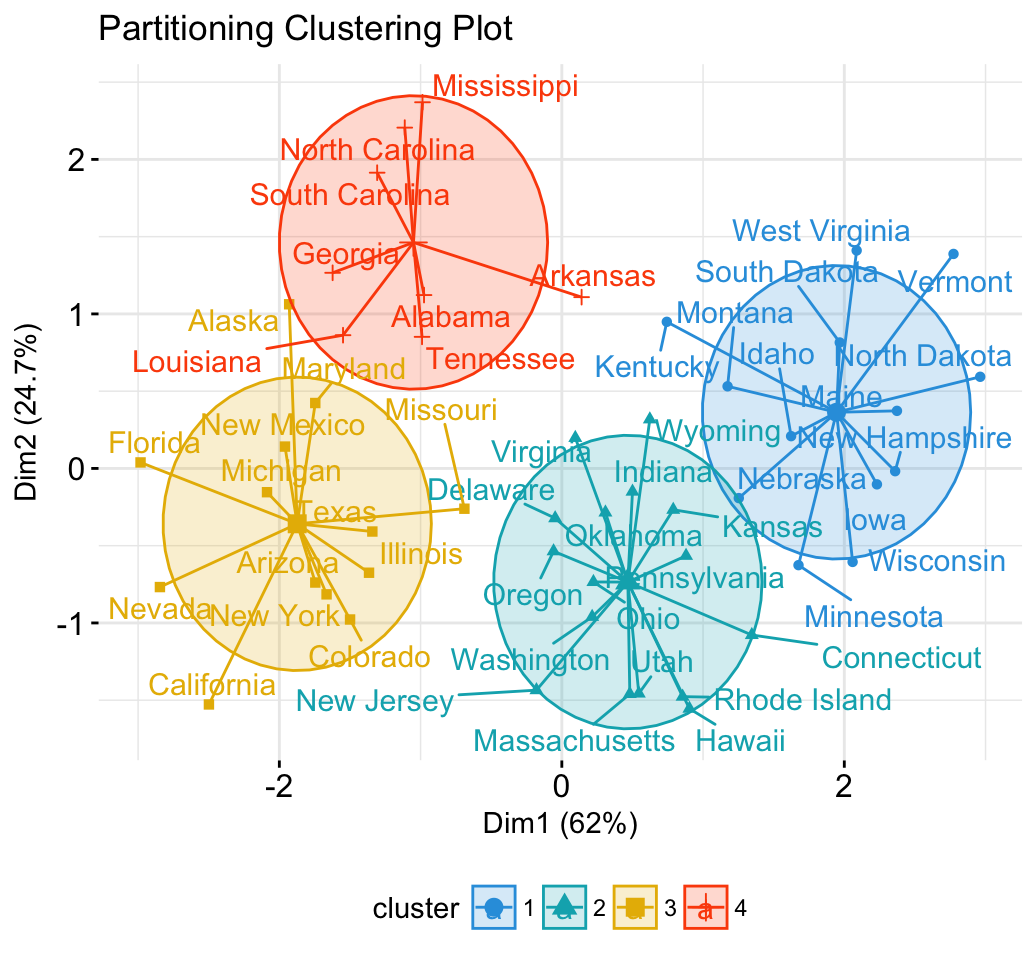 Partitioning Clustering Plot
Mississippi
North Carolina
South Carolina
Georgia
Arkansas
Alabama
Tennessee
Louisiana
Alaska
Maryland
Missouri
New Mexico
Florida
Michigan
Texas
Illinois
Arizona
Nevada
New York
Colorado
California
Virginia
Wyoming
Indiana
Delaware
Kansas
Oklahoma
Pennsylvania
Oregon
Ohio
Washington
Utah
Connecticut
New Jersey
Rhode Island
Massachusetts
Hawaii
West Virginia
South Dakota
Vermont
Montana
Kentucky
Idaho
North Dakota
Maine
New Hampshire
Nebraska
Iowa
Wisconsin
Minnesota
2
1
0
-1
Dim2 (24.7%)
-2
0
2
Dim1 (62%)
cluster
a 1
a 2
a 3
a 4